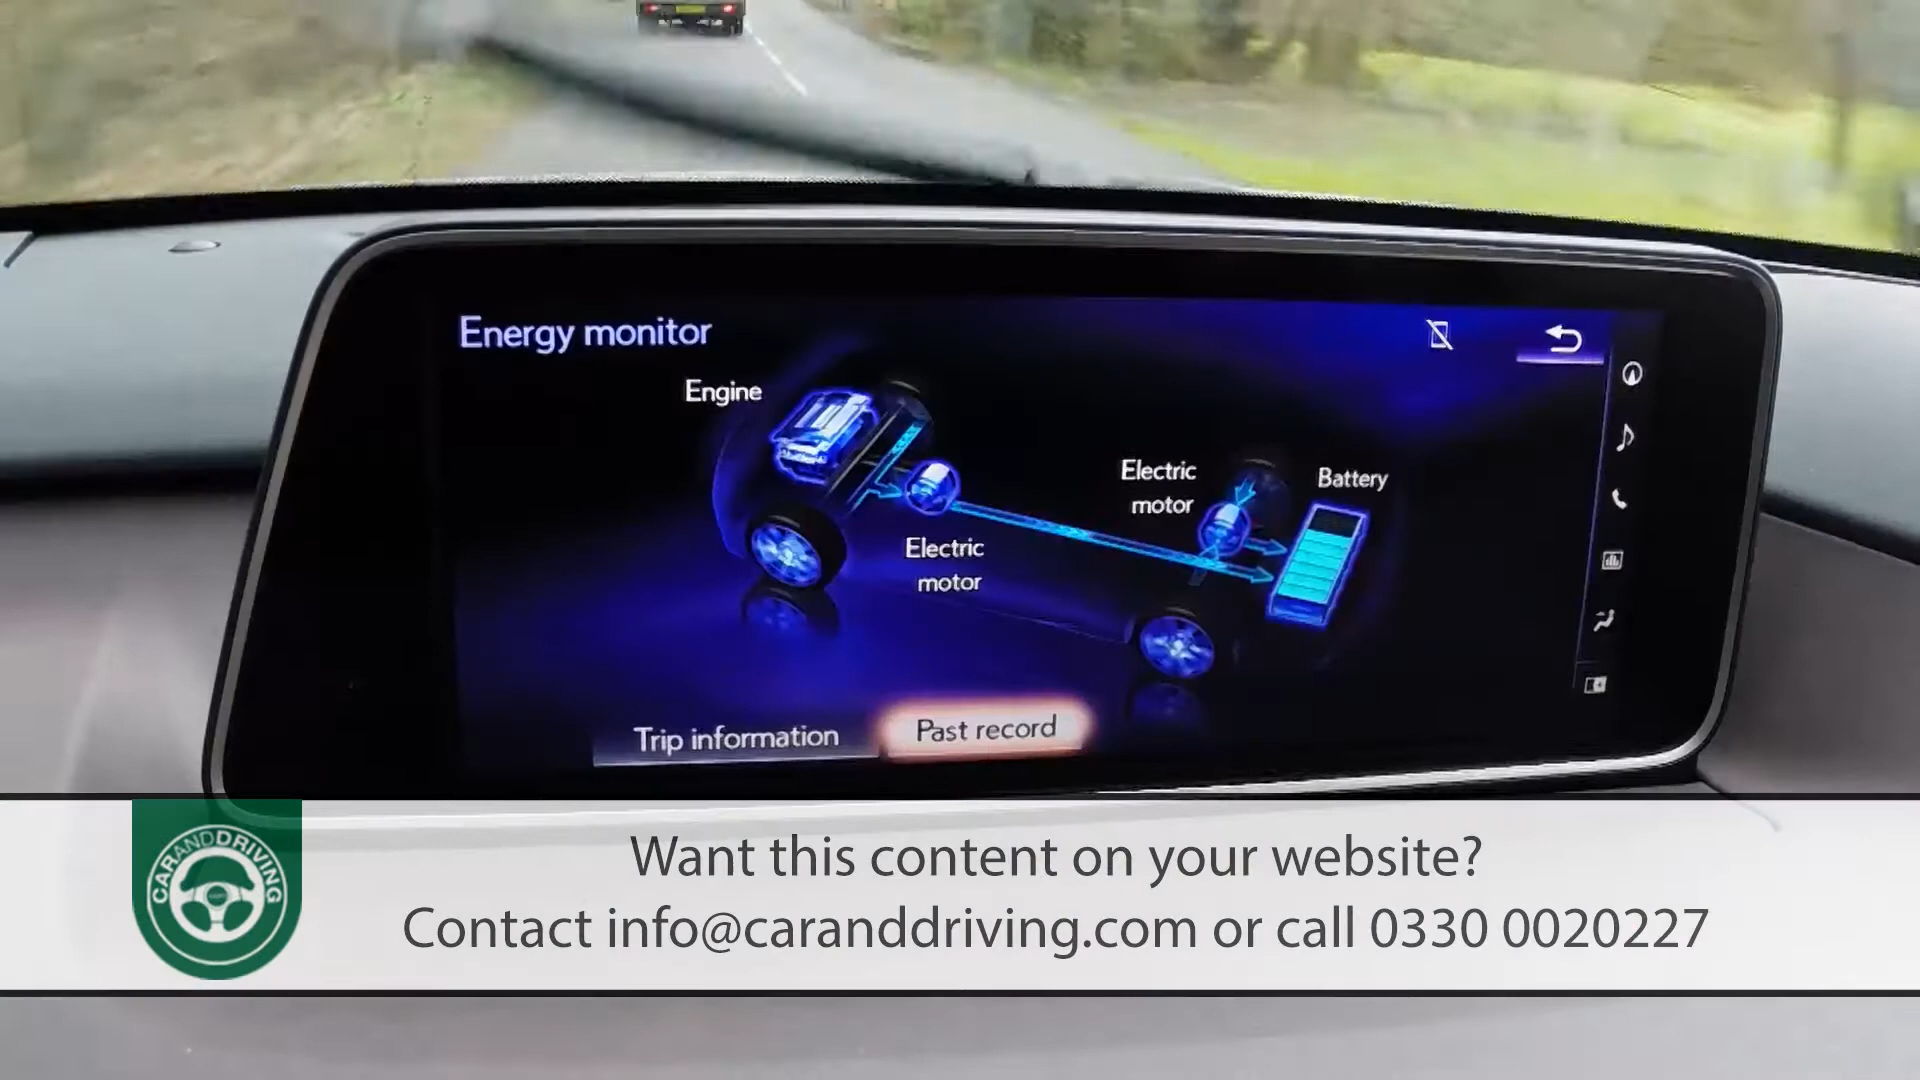 Energy monitor
Engine
Electric
motor
Battery
Electric
motor
Trip information
Past record
CARANDDRIVING
Want this content on your website?
Contact info@caranddriving.com or call 0330 0020227